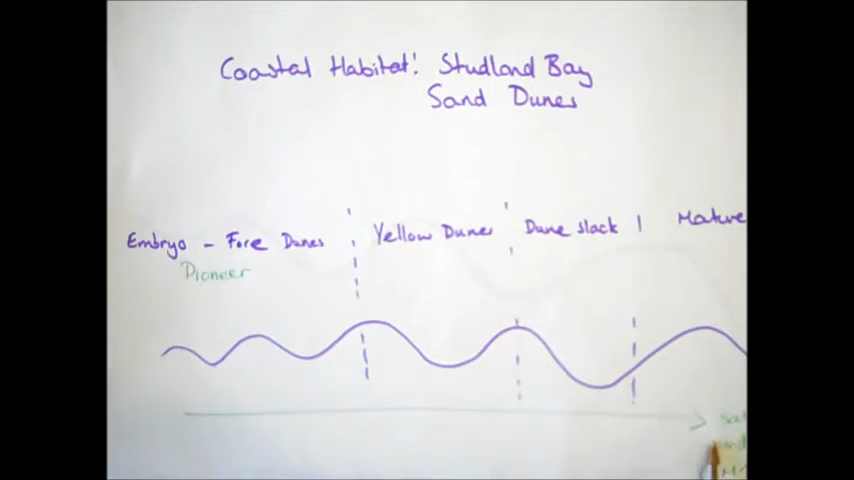 Coastal Habitat: Studland Bay
Sand Dunes
Embryo - Fore Dunes
Yellow Dunes
Dune slack
Mature
Pioneer